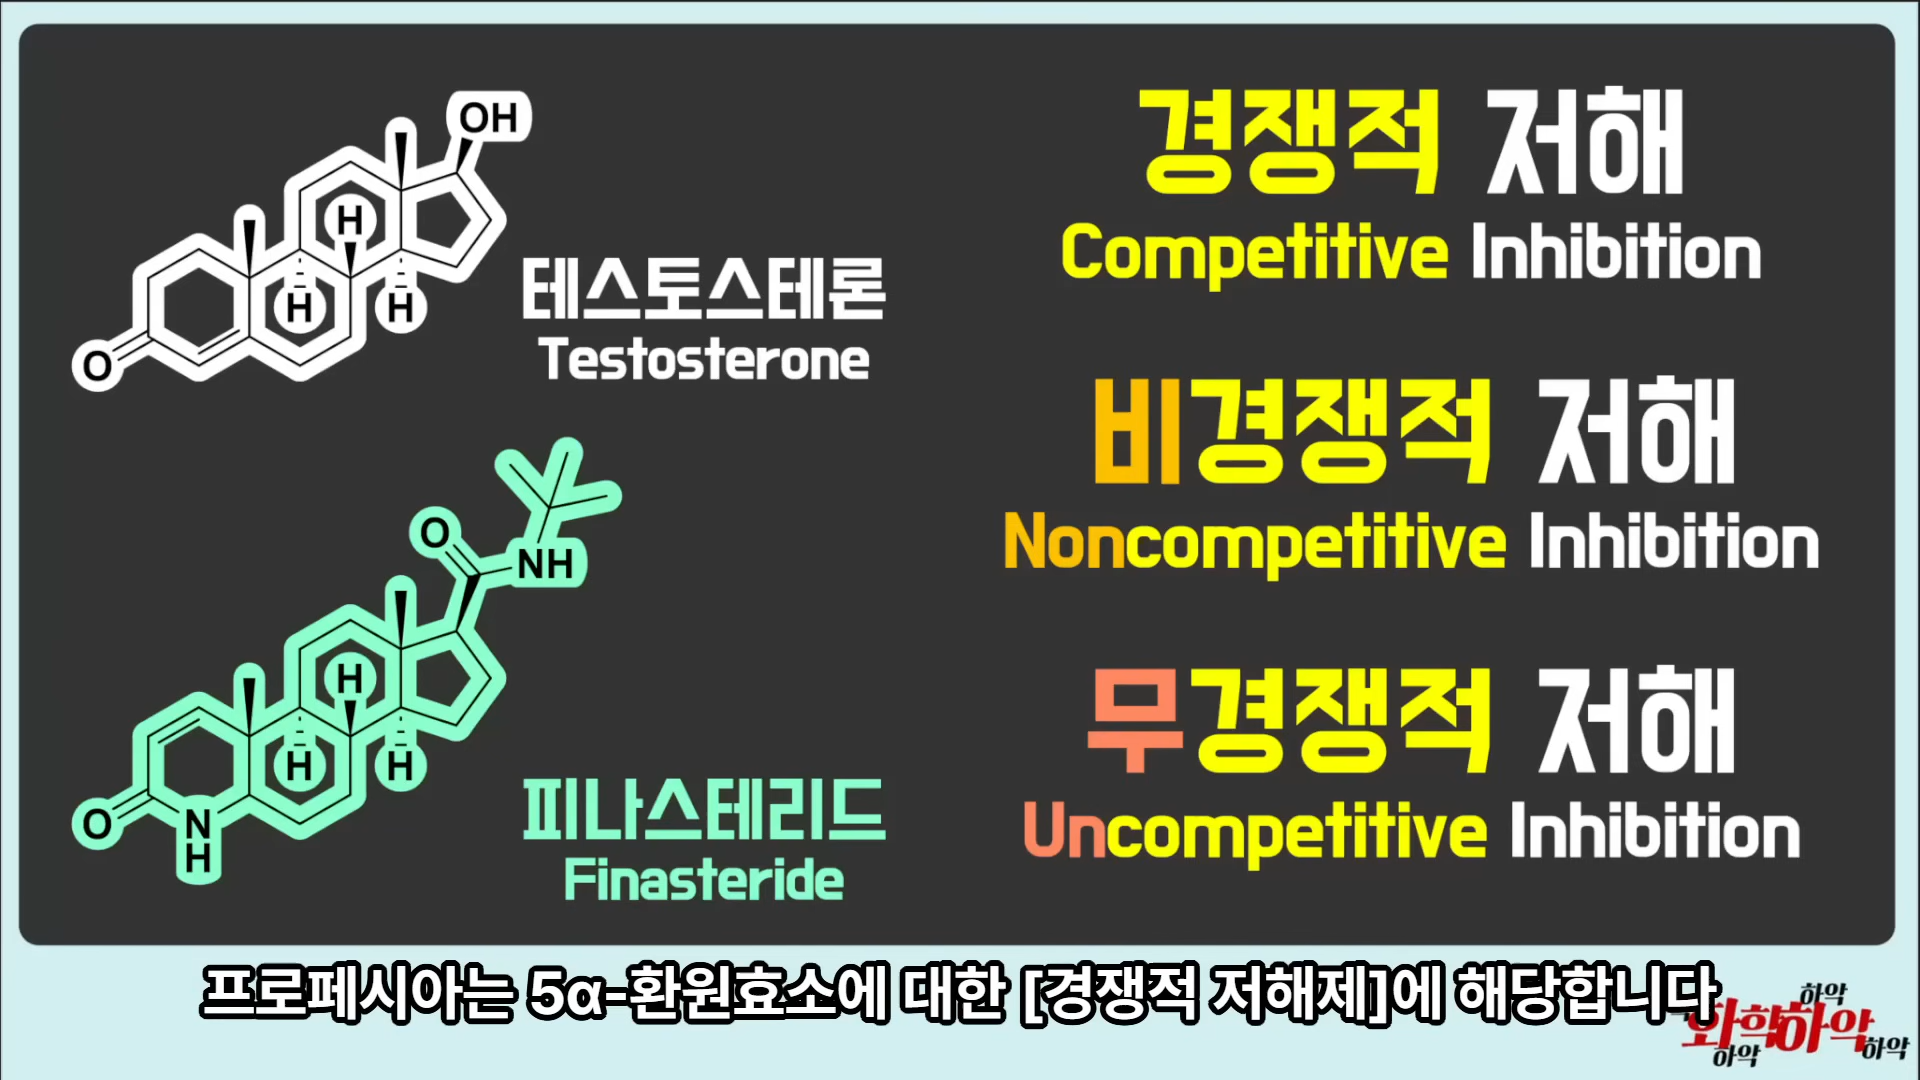 OH
H
H
H
O
테스토스테론
Testosterone
O
NH
H
H
H
O
N
H
피나스테리드
Finasteride
경쟁적 저해
Competitive Inhibition
비경쟁적 저해
Noncompetitive Inhibition
무경쟁적 저해
Uncompetitive Inhibition
프로페시아는 5α-환원효소에 대한 [경쟁적 저해제]에 해당합니다
하약
화학하악
하약
하약